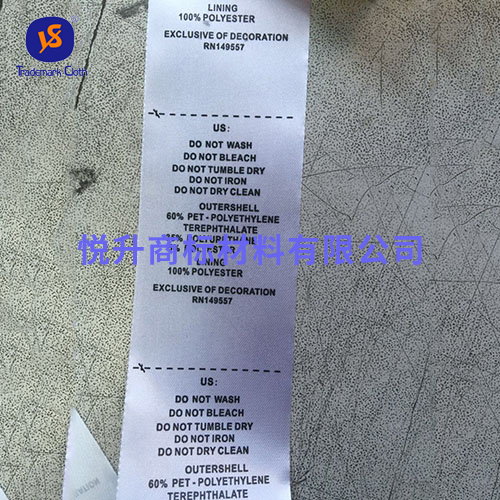 LINING
100% POLYESTER
EXCLUSIVE OF DECORATION
RN149557
YS
Trademark Cloth
US:
DO NOT WASH
DO NOT BLEACH
DO NOT TUMBLE DRY
DO NOT IRON
DO NOT DRY CLEAN
OUTERSHELL
60% PET - POLYETHYLENE
TEREPHTHALATE
POLYURETHANE
POLYESTER
悦升商标材料有限公司
LINING
100% POLYESTER
EXCLUSIVE OF DECORATION
RN149557
US:
DO NOT WASH
DO NOT BLEACH
DO NOT TUMBLE DRY
DO NOT IRON
DO NOT DRY CLEAN
OUTERSHELL
60% PET - POLYETHYLENE
TEREPHTHALATE